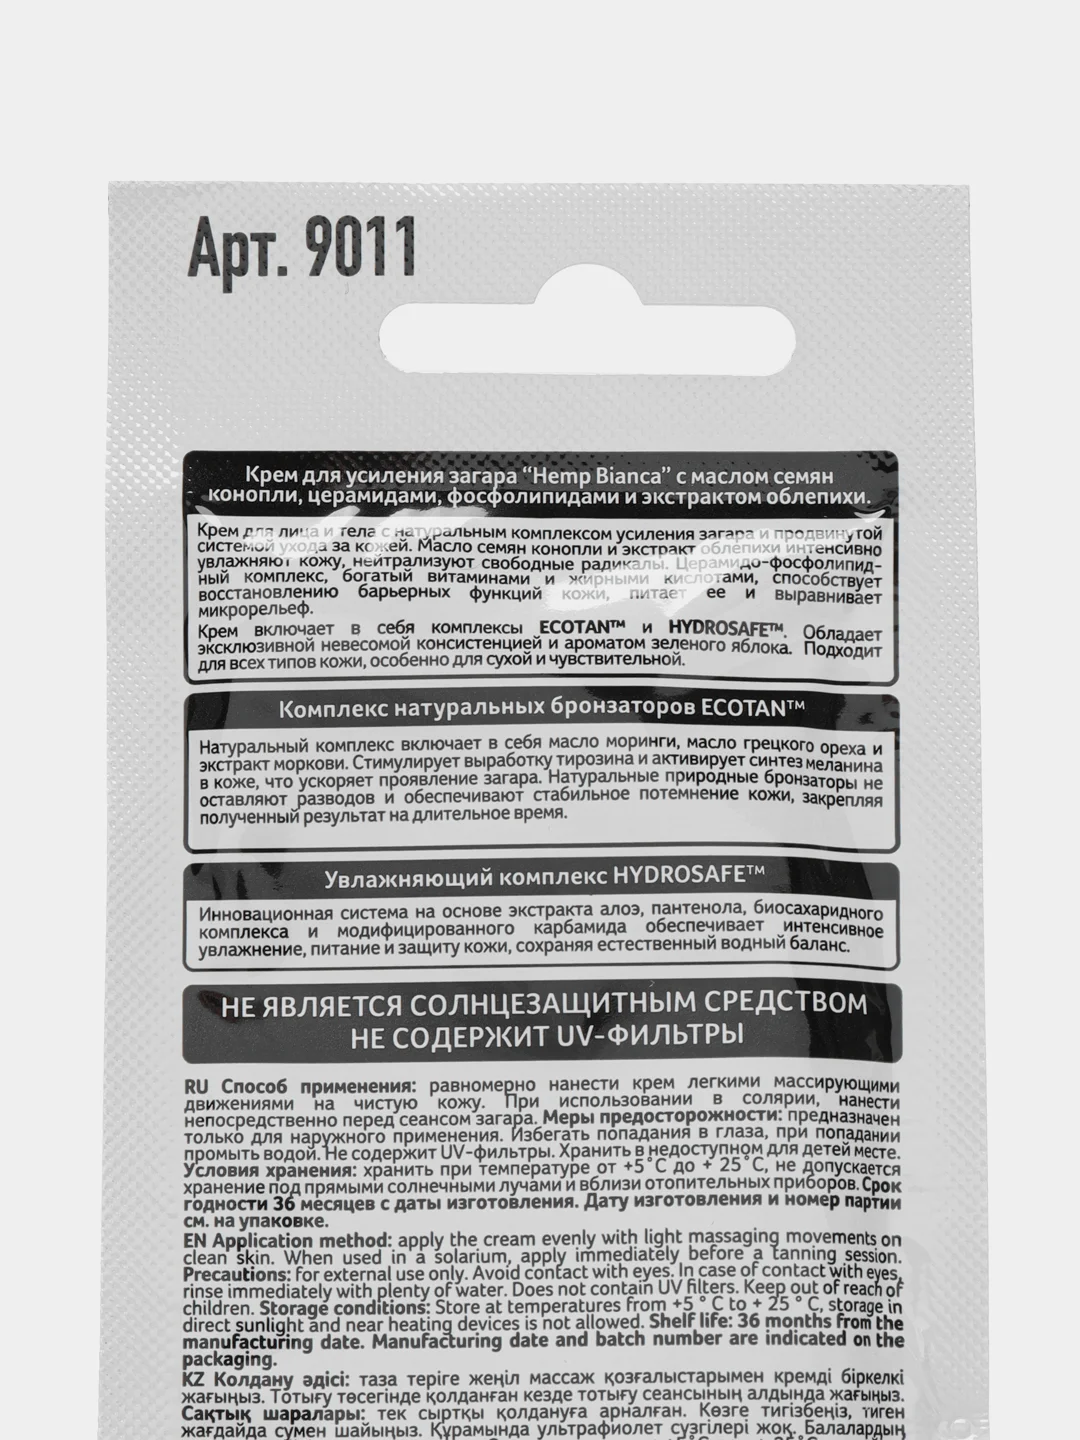 Арт. 9011
Крем для усиления загара “Hemp Bianca” с маслом семян
конопли, церамидами, фосфолипидами и экстрактом облепихи.
Крем для лица и тела с натуральным комплексом усиления загара и продвинутой
системой ухода за кожей. Масло семян конопли и экстракт облепихи интенсивно
увлажняют кожу, нейтрализуют свободные радикалы. Церамидо-фосфолипид-
ный комплекс, богатый витаминами и жирными кислотами, способствует
восстановлению барьерных функций кожи, питает ее и выравнивает
микрорельеф.
Крем включает в себя комплексы ECOTAN™ и HYDROSAFE™. Обладает
эксклюзивной невесомой консистенцией и ароматом зеленого яблока. Подходит
для всех типов кожи, особенно для сухой и чувствительной.
Комплекс натуральных бронзаторов ECOTAN™
Натуральный комплекс включает в себя масло моринги, масло грецкого ореха и
экстракт моркови. Стимулирует выработку тирозина и активирует синтез меланина
в коже, что ускоряет проявление загара. Натуральные природные бронзаторы не
оставляют разводов и обеспечивают стабильное потемнение кожи, закрепляя
полученный результат на длительное время.
Увлажняющий комплекс HYDROSAFE™
Инновационная система на основе экстракта алоэ, пантенола, биосахаридного
комплекса и модифицированного карбамида обеспечивает интенсивное
увлажнение, питание и защиту кожи, сохраняя естественный водный баланс.
НЕ ЯВЛЯЕТСЯ СОЛНЦЕЗАЩИТНЫМ СРЕДСТВОМ
НЕ СОДЕРЖИТ UV-ФИЛЬТРЫ
RU Способ применения: равномерно нанести крем легкими массирующими
движениями на чистую кожу. При использовании в солярии, нанести
непосредственно перед сеансом загара. Меры предосторожности: предназначен
только для наружного применения. Избегать попадания в глаза, при попадании
промыть водой. Не содержит UV-фильтры. Хранить в недоступном для детей месте.
Условия хранения: хранить при температуре от +5˚С до + 25˚С, не допускается
хранение под прямыми солнечными лучами и вблизи отопительных приборов. Срок
годности 36 месяцев с даты изготовления. Дату изготовления и номер партии
см. на упаковке.
EN Application method: apply the cream evenly with light massaging movements on
clean skin. When used in a solarium, apply immediately before a tanning session.
Precautions: for external use only. Avoid contact with eyes. In case of contact with eyes,
rinse immediately with plenty of water. Does not contain UV filters. Keep out of reach of
children. Storage conditions: Store at temperatures from +5 ° C to + 25 ° C, storage in
direct sunlight and near heating devices is not allowed. Shelf life: 36 months from the
manufacturing date. Manufacturing date and batch number are indicated on the
packaging.
KZ Қолдану әдісі: таза теріге жеңіл массаж қозғалыстарымен кремді біркелкі
жағыңыз. Тотығу төсегінде қолданған кезде тотығу сеансының алдында жағыңыз.
Сақтық шаралары: тек сыртқы қолдануға арналған. Көзге тигізбеңіз, тиген
жағдайда сумен шайыңыз. Құрамында ультрафиолет сүзгілері жоқ. Балалардың